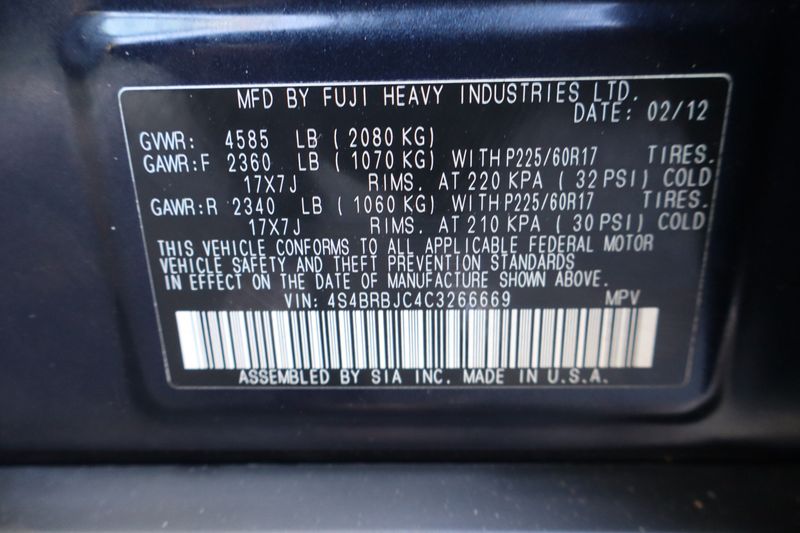 MFD BY FUJI HEAVY INDUSTRIES LTD.
DATE: 02/12
GVWR: 4585 LB (2080 KG)
GAWR:F 2360 LB (1070 KG) WITH P225/60R17 TIRES.
17X7J RIMS. AT 220 KPA (32 PSI) COLD
GAWR:R 2340 LB (1060 KG) WITH P225/60R17 TIRES.
17X7J RIMS. AT 210 KPA (30 PSI) COLD
THIS VEHICLE CONFORMS TO ALL APPLICABLE FEDERAL MOTOR
VEHICLE SAFETY AND THEFT PREVENTION STANDARDS
IN EFFECT ON THE DATE OF MANUFACTURE SHOWN ABOVE.
VIN: 4S4BRBJC4C3266669 MPV
ASSEMBLED BY SIA INC. MADE IN U.S.A.